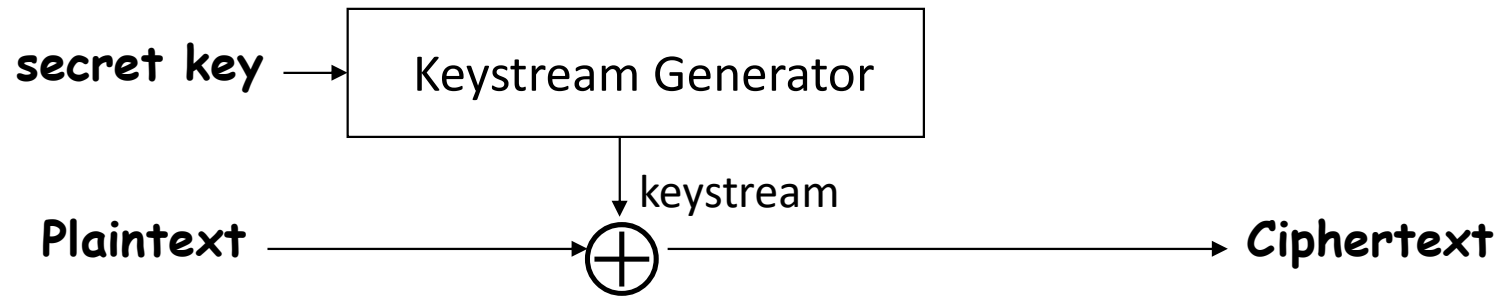 secret key
Keystream Generator
keystream
Plaintext
Ciphertext